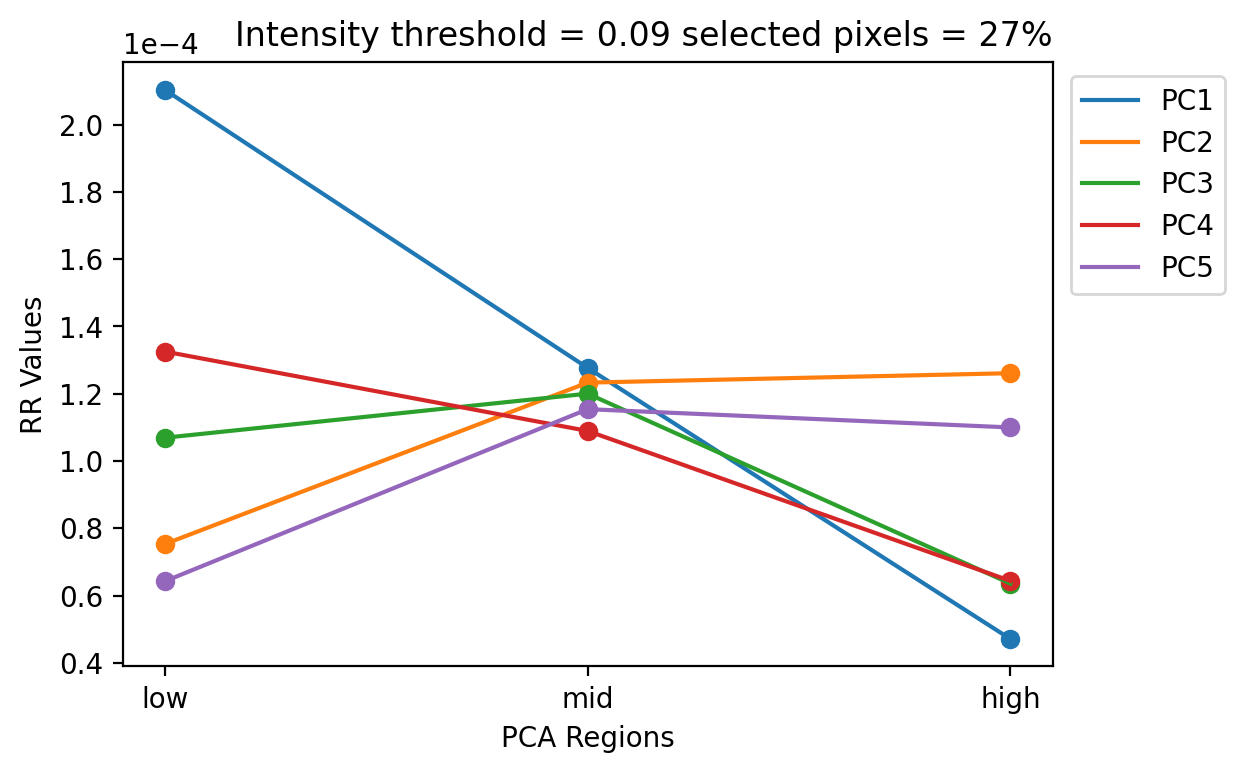 Intensity threshold = 0.09 selected pixels = 27%
1e−4
2.0
1.8
1.6
1.4
1.2
1.0
0.8
0.6
0.4
RR Values
low
mid
high
PCA Regions
PC1
PC2
PC3
PC4
PC5